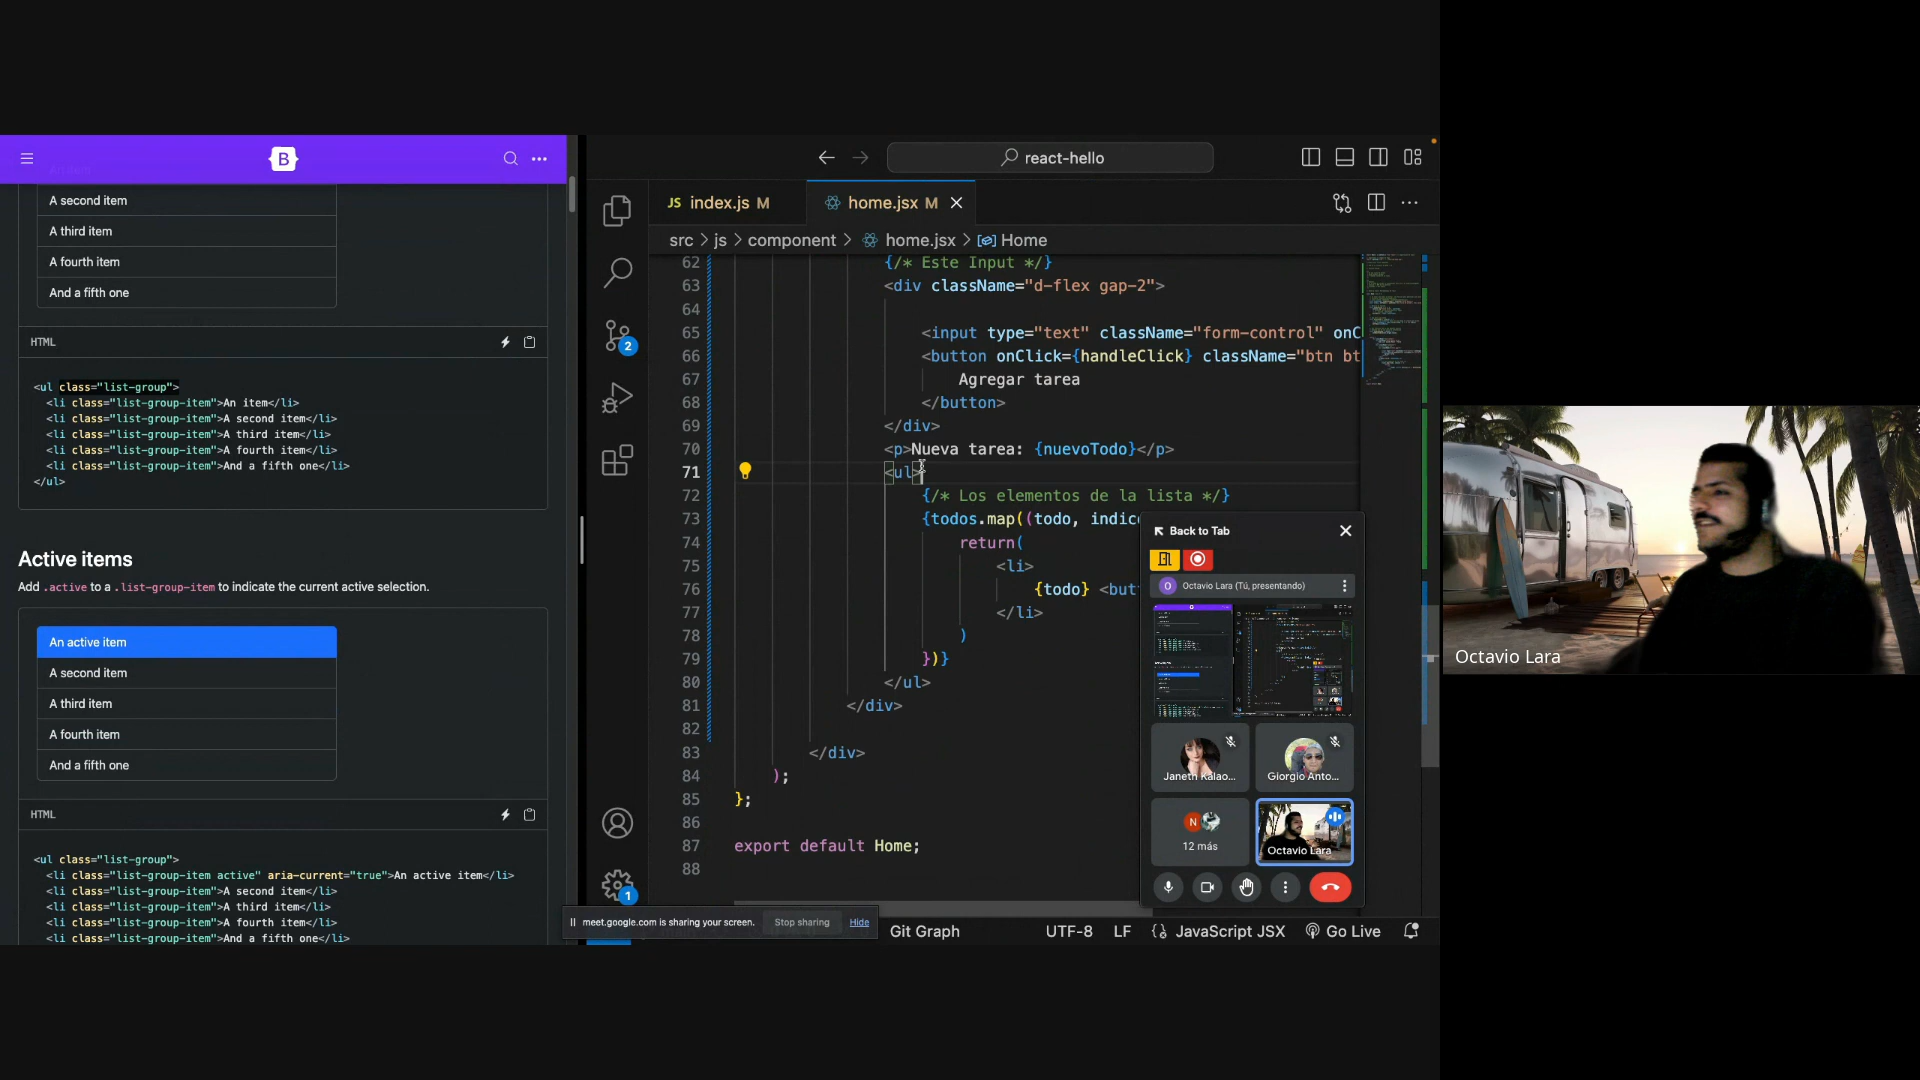 B
A second item
A third item
A fourth item
And a fifth one
HTML
<ul class="list-group">
<li class="list-group-item">An item</li>
<li class="list-group-item">A second item</li>
<li class="list-group-item">A third item</li>
<li class="list-group-item">A fourth item</li>
<li class="list-group-item">And a fifth one</li>
</ul>
Active items
Add .active to a .list-group-item to indicate the current active selection.
An active item
A second item
A third item
A fourth item
And a fifth one
HTML
<ul class="list-group">
<li class="list-group-item active" aria-current="true">An active item</li>
<li class="list-group-item">A second item</li>
<li class="list-group-item">A third item</li>
<li class="list-group-item">A fourth item</li>
<li class="list-group-item">And a fifth one</li>
react-hello
JS index.js M
home.jsx M
src > js > component > home.jsx > Home
62 {/* Este Input */}
63 <div className="d-flex gap-2">
64
65 <input type="text" className="form-control" onC
66 <button onClick={handleClick} className="btn bt
67 Agregar tarea
68 </button>
69 </div>
70 <p>Nueva tarea: {nuevoTodo}</p>
71 <ul>
72 {/* Los elementos de la lista */}
73 {todos.map((todo, indic
74 return(
75 <li>
76 {todo} <but
77 </li>
78 )
79 })}
80 </ul>
81 </div>
82
83 </div>
84 );
85 };
86
87 export default Home;
88
2
1
Back to Tab
O Octavio Lara (Tú, presentando)
Janeth Kalao...
Giorgio Anto...
N
12 más
Octavio Lara
meet.google.com is sharing your screen.
Stop sharing
Hide
Git Graph
UTF-8
LF
JavaScript JSX
Go Live
Octavio Lara